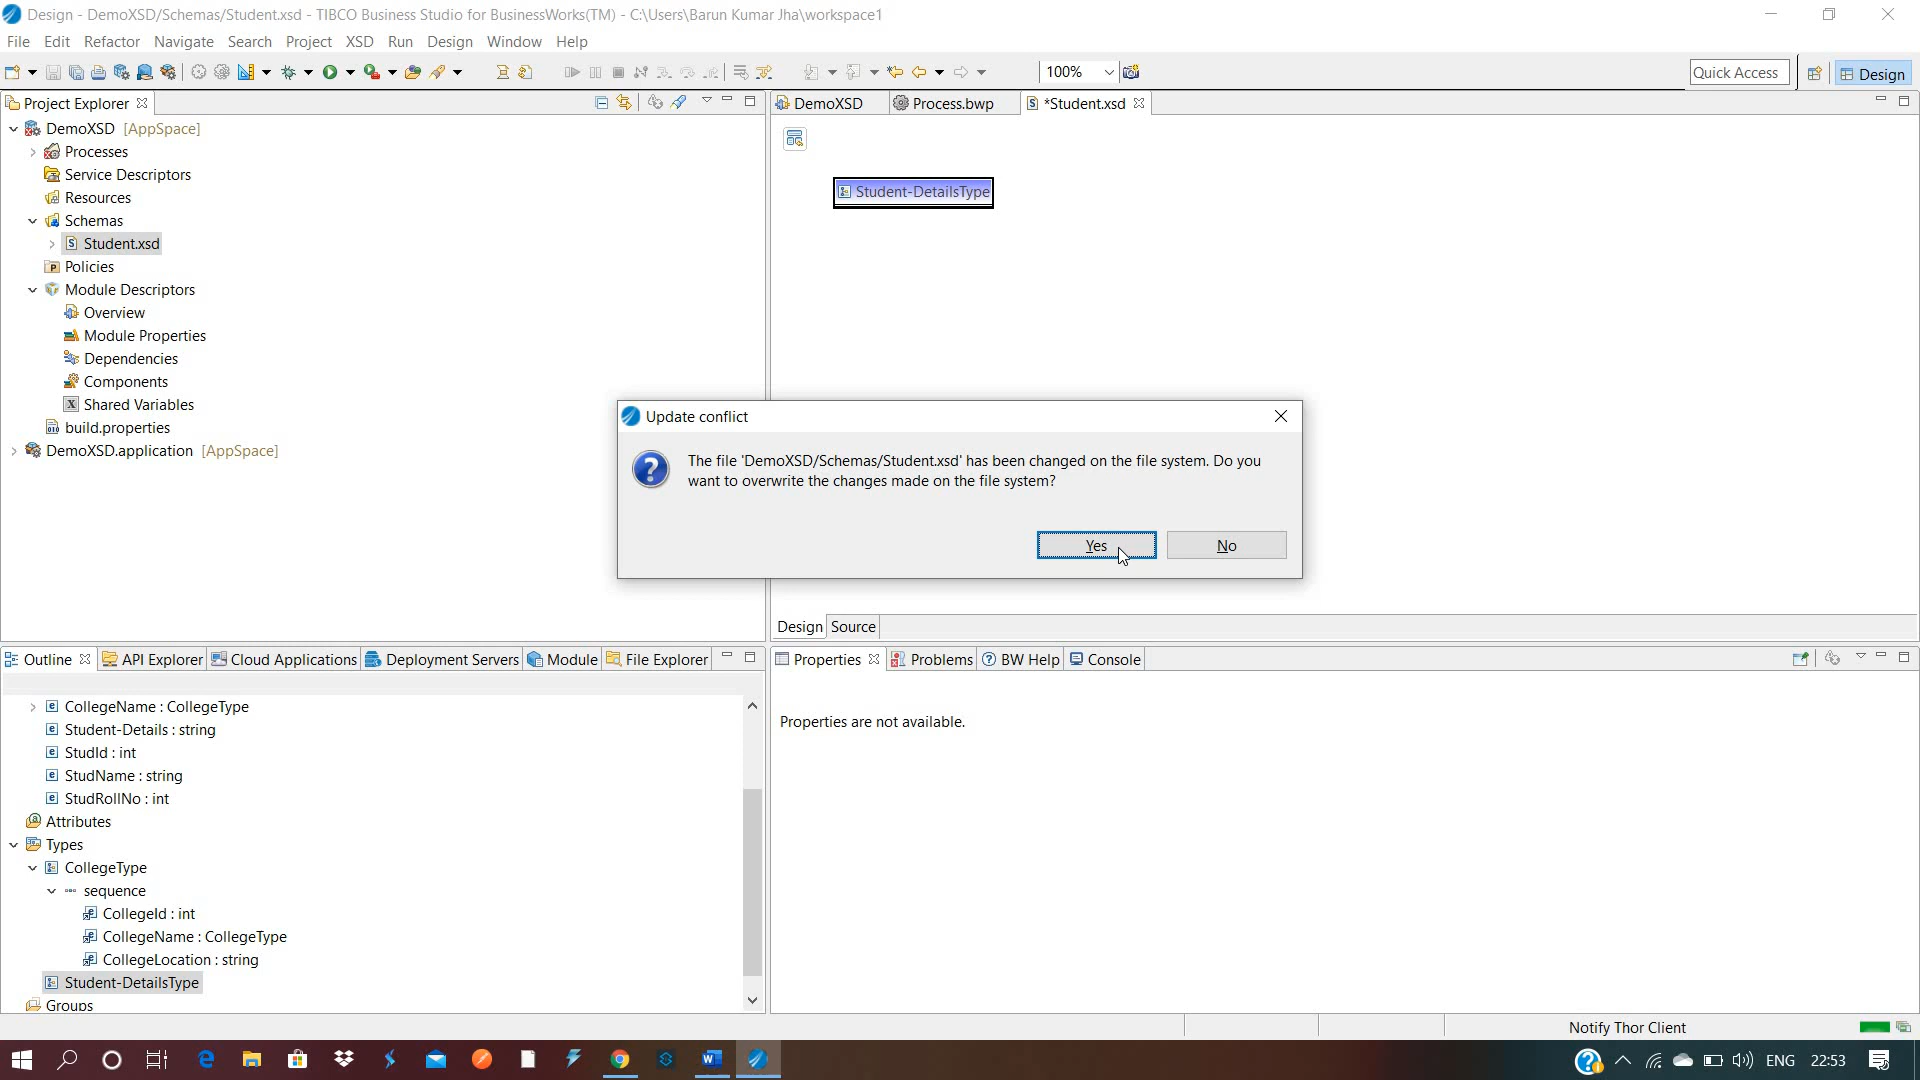 Design - DemoXSD/Schemas/Student.xsd - TIBCO Business Studio for BusinessWorks(TM) - C:\Users\Barun Kumar Jha\workspace1
File Edit Refactor Navigate Search Project XSD Run Design Window Help
100%
Quick Access
Design
Project Explorer
DemoXSD
Process.bwp
*Student.xsd
DemoXSD [AppSpace]
Processes
Service Descriptors
Resources
Schemas
Student.xsd
Policies
Module Descriptors
Overview
Module Properties
Dependencies
Components
Shared Variables
build.properties
DemoXSD.application [AppSpace]
Student-DetailsType
Update conflict
The file 'DemoXSD/Schemas/Student.xsd' has been changed on the file system. Do you
want to overwrite the changes made on the file system?
Yes
No
Design Source
Outline
API Explorer
Cloud Applications
Deployment Servers
Module
File Explorer
CollegeName : CollegeType
Student-Details : string
StudId : int
StudName : string
StudRollNo : int
Attributes
Types
CollegeType
sequence
CollegeId : int
CollegeName : CollegeType
CollegeLocation : string
Student-DetailsType
Groups
Properties
Problems
BW Help
Console
Properties are not available.
Notify Thor Client
ENG
22:53